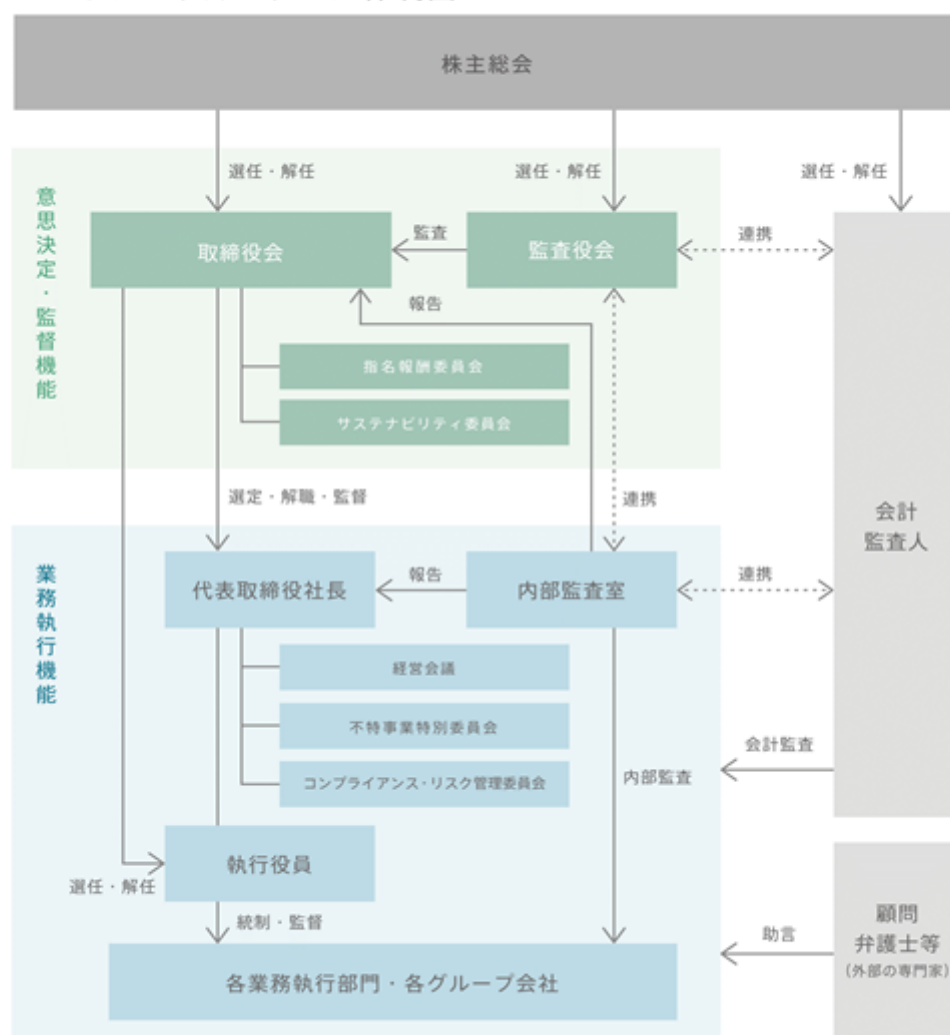 株主総会
選任・解任
選任・解任
選任・解任
意思決定・監督機能
取締役会
監査
監査役会
連携
報告
指名報酬委員会
サステナビリティ委員会
選定・解職・監督
連携
会計
監査人
業務執行機能
代表取締役社長
報告
内部監査室
連携
経営会議
不特事業特別委員会
コンプライアンス・リスク管理委員会
会計監査
内部監査
執行役員
選任・解任
統制・監督
各業務執行部門・各グループ会社
助言
顧問
弁護士等
(外部の専門家)